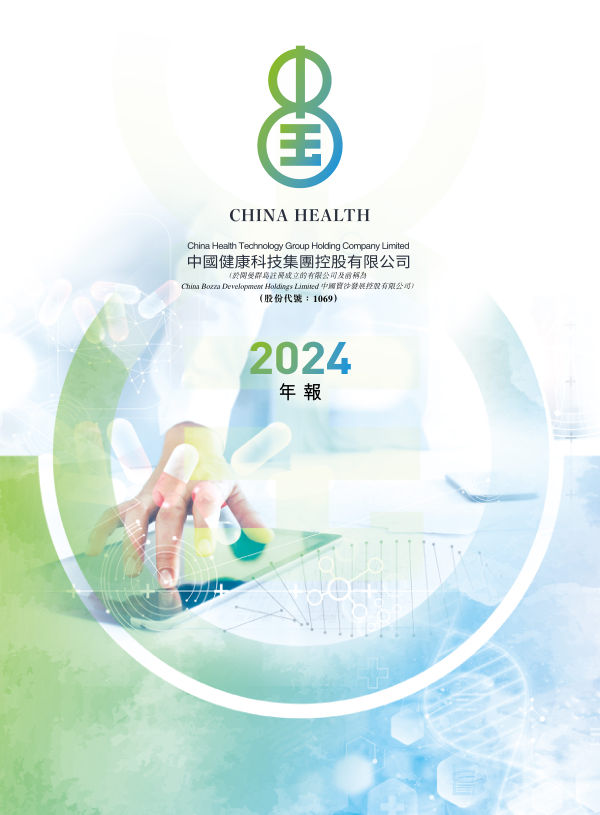 CHINA HEALTH
China Health Technology Group Holding Company Limited
中國健康科技集團控股有限公司
(於開曼群島註冊成立的有限公司及前稱為
China Bozza Development Holdings Limited 中國寶沙發展控股有限公司)
(股份代號：1069)
2024
年報